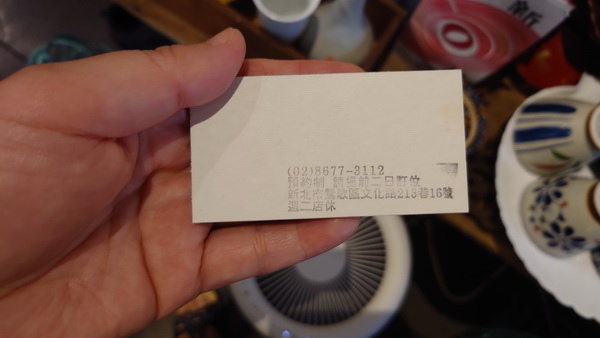 (02)8677-3112
預約制 請提前二日訂位
新北市鶯歌區文化路213巷16號
週二店休